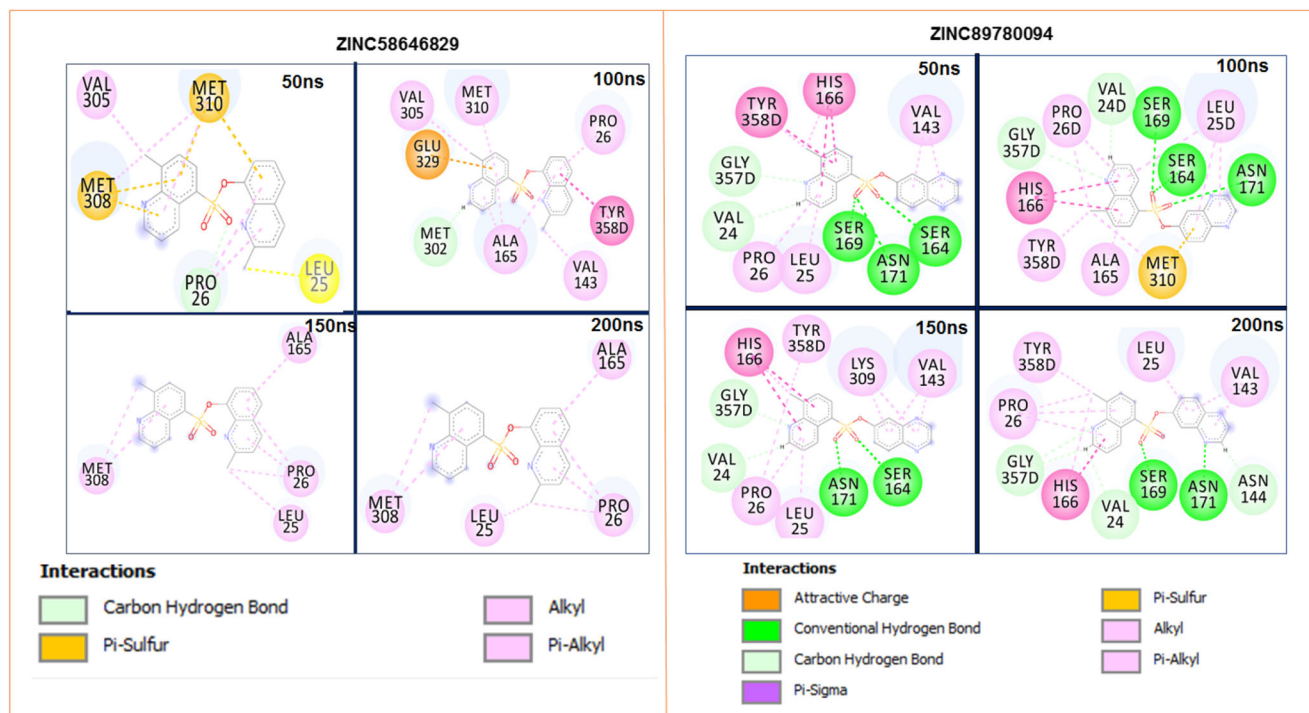 ZINC58646829
50ns
VAL
305
MET
310
MET
308
PRO
26
LEU
25
100ns
VAL
305
MET
310
PRO
26
GLU
329
MET
302
ALA
165
TYR
358D
VAL
143
150ns
ALA
165
MET
308
PRO
26
LEU
25
200ns
ALA
165
MET
308
LEU
25
PRO
26
Interactions
Carbon Hydrogen Bond
Pi-Sulfur
Alkyl
Pi-Alkyl
ZINC89780094
50ns
TYR
358D
HIS
166
VAL
143
GLY
357D
VAL
24
PRO
26
LEU
25
SER
169
ASN
171
SER
164
100ns
PRO
26D
VAL
24D
SER
169
LEU
25D
GLY
357D
SER
164
ASN
171
HIS
166
TYR
358D
ALA
165
MET
310
150ns
HIS
166
TYR
358D
LYS
309
VAL
143
GLY
357D
VAL
24
PRO
26
LEU
25
ASN
171
SER
164
200ns
TYR
358D
LEU
25
VAL
143
PRO
26
GLY
357D
HIS
166
VAL
24
SER
169
ASN
171
ASN
144
Interactions
Attractive Charge
Conventional Hydrogen Bond
Carbon Hydrogen Bond
Pi-Sigma
Pi-Sulfur
Alkyl
Pi-Alkyl